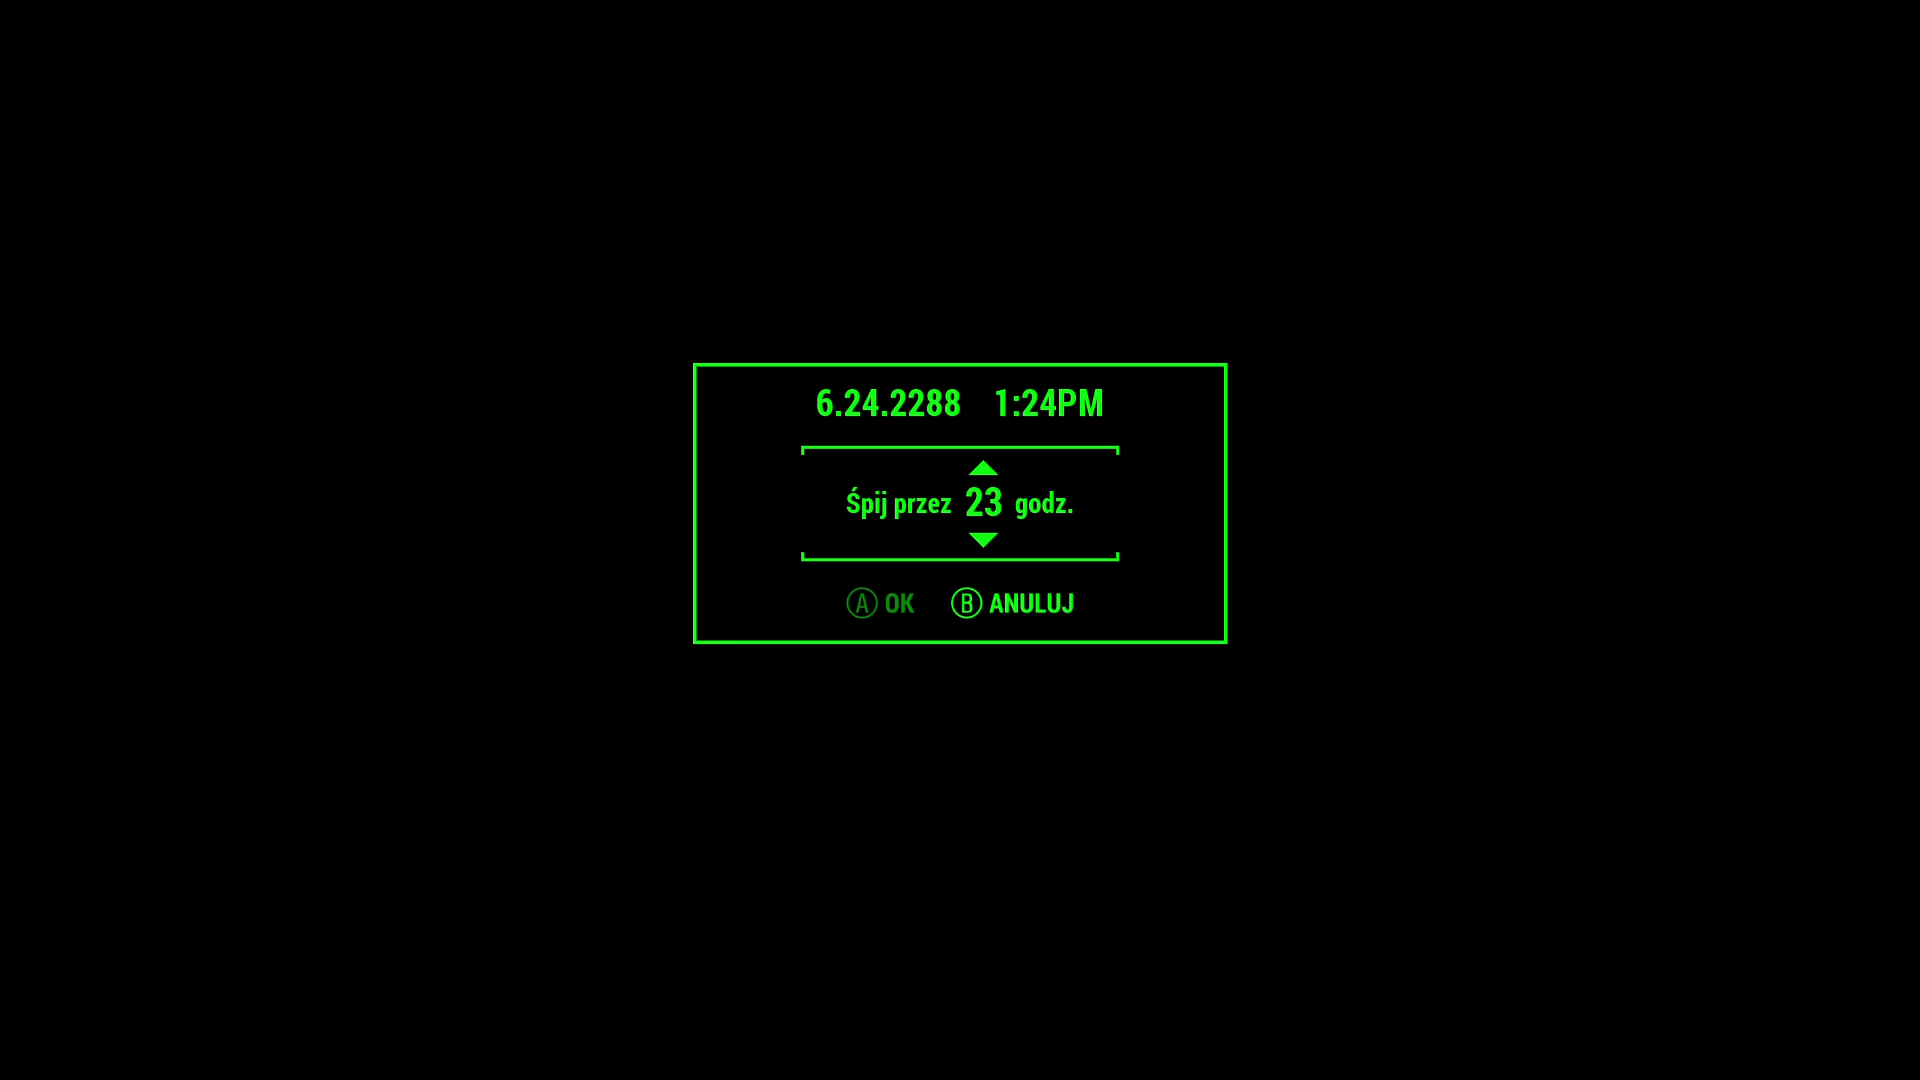 6.24.2288 1:24PM
Śpij przez 23 godz.
Ⓐ OK Ⓑ ANULUJ